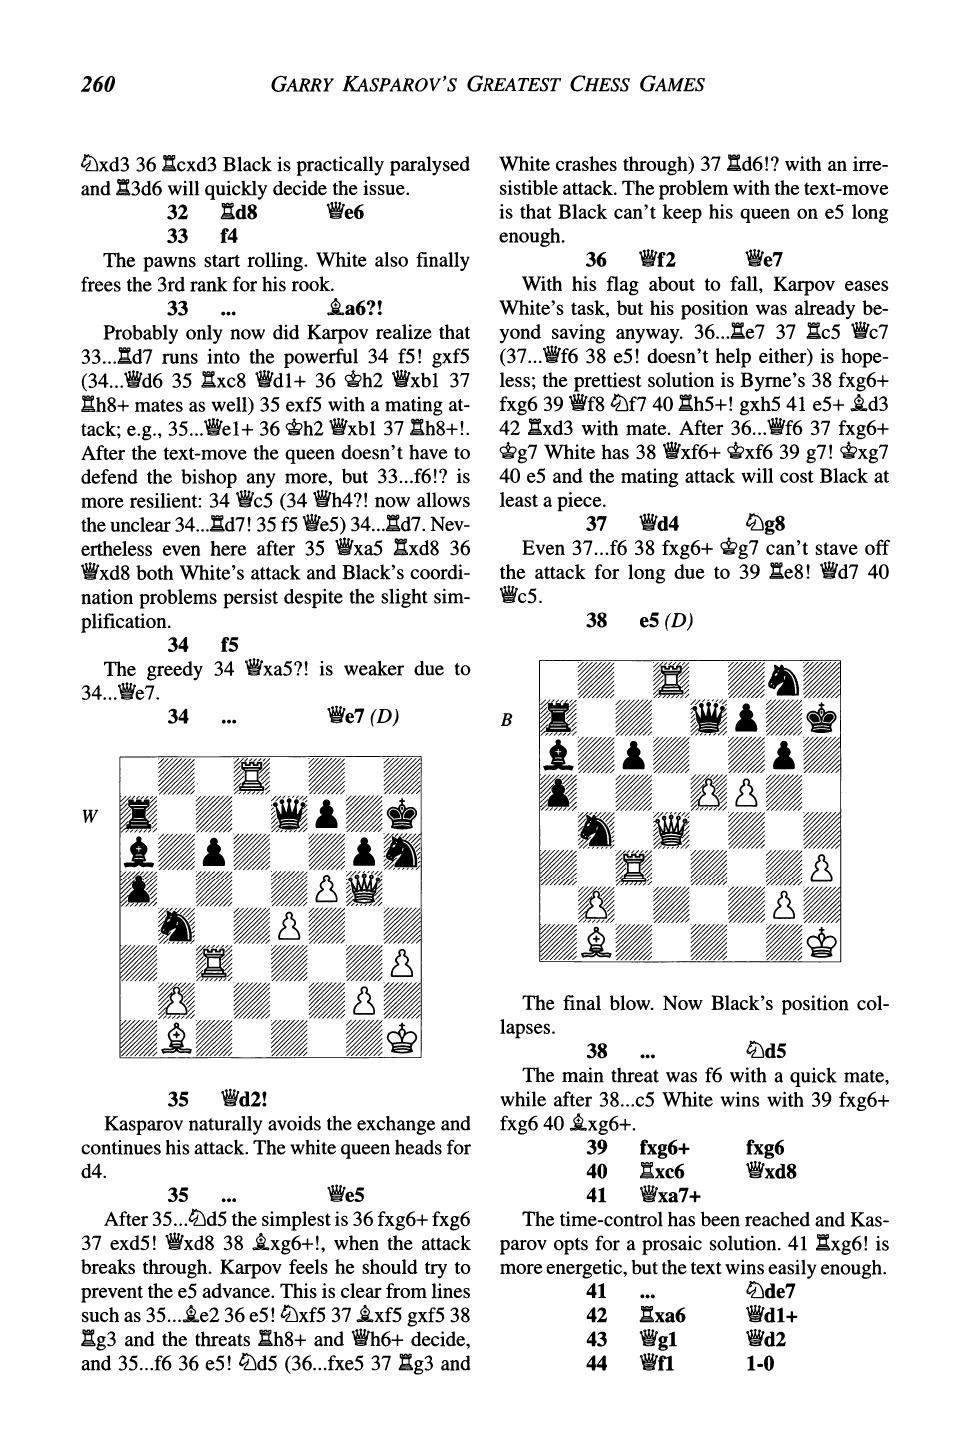 260
GARRY KASPAROV'S GREATEST CHESS GAMES
♘xd3 36 ♖cxd3 Black is practically paralysed
and ♖3d6 will quickly decide the issue.
32 ♖d8 ♕e6
33 f4
The pawns start rolling. White also finally
frees the 3rd rank for his rook.
33 ... ♗a6?!
Probably only now did Karpov realize that
33...♖d7 runs into the powerful 34 f5! gxf5
(34...♕d6 35 ♖xc8 ♕d1+ 36 ♔h2 ♕xb1 37
♖h8+ mates as well) 35 exf5 with a mating at-
tack; e.g., 35...♕e1+ 36 ♔h2 ♕xb1 37 ♖h8+!.
After the text-move the queen doesn't have to
defend the bishop any more, but 33...f6!? is
more resilient: 34 ♕c5 (34 ♕h4?! now allows
the unclear 34...♖d7! 35 f5 ♕e5) 34...♖d7. Nev-
ertheless even here after 35 ♕xa5 ♖xd8 36
♕xd8 both White's attack and Black's coordi-
nation problems persist despite the slight sim-
plification.
34 f5
The greedy 34 ♕xa5?! is weaker due to
34...♕e7.
34 ... ♕e7 (D)
W
35 ♕d2!
Kasparov naturally avoids the exchange and
continues his attack. The white queen heads for
d4.
35 ... ♕e5
After 35...♘d5 the simplest is 36 fxg6+ fxg6
37 exd5! ♕xd8 38 ♗xg6+!, when the attack
breaks through. Karpov feels he should try to
prevent the e5 advance. This is clear from lines
such as 35...♗e2 36 e5! ♘xf5 37 ♗xf5 gxf5 38
♖g3 and the threats ♖h8+ and ♕h6+ decide,
and 35...f6 36 e5! ♘d5 (36...fxe5 37 ♖g3 and
White crashes through) 37 ♖d6!? with an irre-
sistible attack. The problem with the text-move
is that Black can't keep his queen on e5 long
enough.
36 ♕f2 ♕e7
With his flag about to fall, Karpov eases
White's task, but his position was already be-
yond saving anyway. 36...♖e7 37 ♖c5 ♕c7
(37...♕f6 38 e5! doesn't help either) is hope-
less; the prettiest solution is Byrne's 38 fxg6+
fxg6 39 ♕f8 ♘f7 40 ♖h5+! gxh5 41 e5+ ♗d3
42 ♖xd3 with mate. After 36...♕f6 37 fxg6+
♔g7 White has 38 ♕xf6+ ♔xf6 39 g7! ♔xg7
40 e5 and the mating attack will cost Black at
least a piece.
37 ♕d4 ♘g8
Even 37...f6 38 fxg6+ ♔g7 can't stave off
the attack for long due to 39 ♖e8! ♕d7 40
♕c5.
38 e5 (D)
B
The final blow. Now Black's position col-
lapses.
38 ... ♘d5
The main threat was f6 with a quick mate,
while after 38...c5 White wins with 39 fxg6+
fxg6 40 ♗xg6+.
39 fxg6+ fxg6
40 ♖xc6 ♕xd8
41 ♕xa7+
The time-control has been reached and Kas-
parov opts for a prosaic solution. 41 ♖xg6! is
more energetic, but the text wins easily enough.
41 ... ♘de7
42 ♖xa6 ♕d1+
43 ♕g1 ♕d2
44 ♕f1 1-0